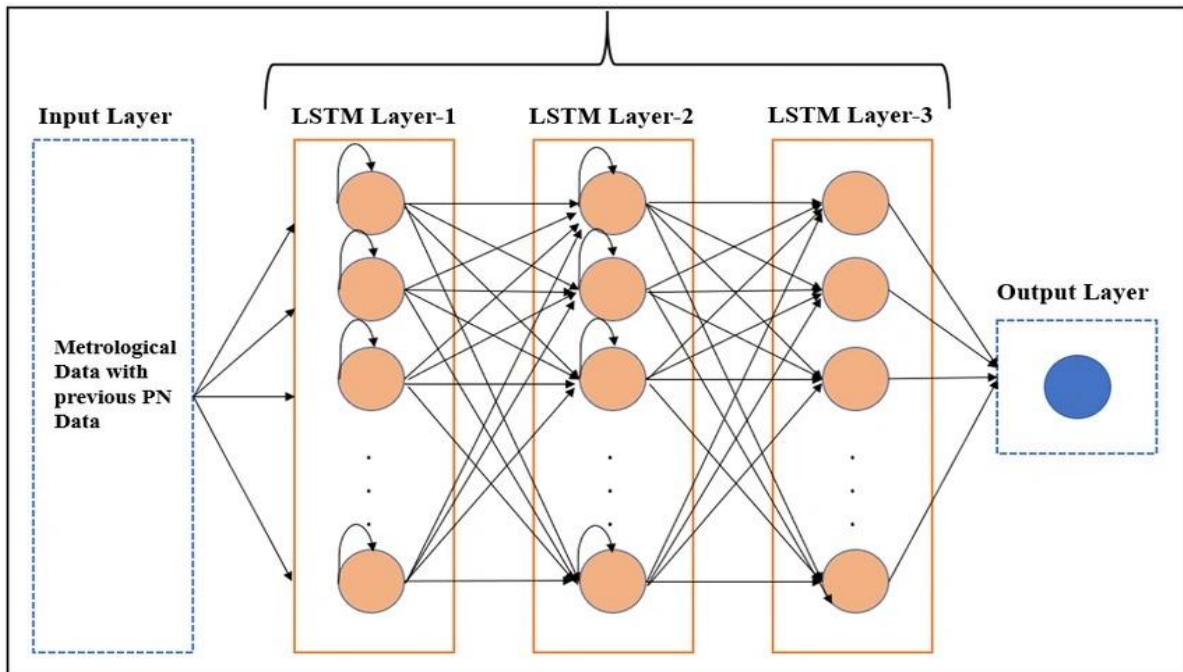 Input Layer
LSTM Layer-1
LSTM Layer-2
LSTM Layer-3
Metrological
Data with
previous PN
Data
Output Layer